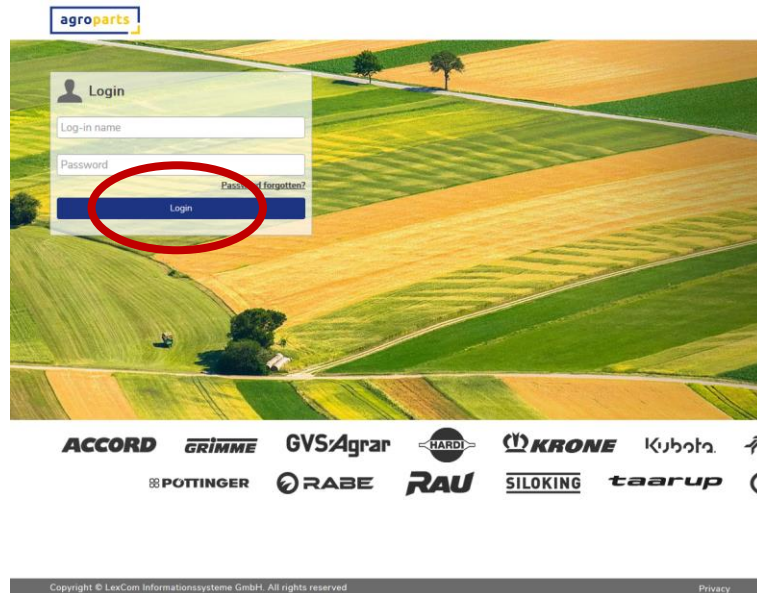 agroparts
Login
Log-in name
Password
Password forgotten?
Login
ACCORD GRIMME GVS:Agrar HARDI KRONE Kubota
PÖTTINGER RABE RAU SILOKING taarup
Copyright © LexCom Informationssysteme GmbH. All rights reserved Privacy